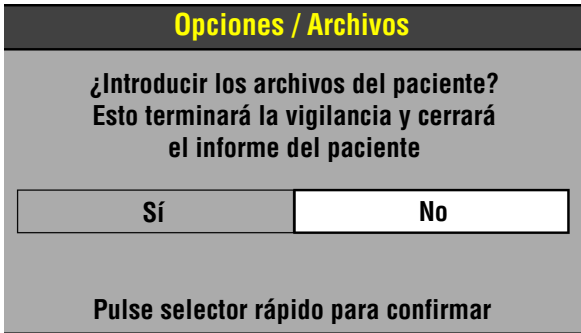 Opciones / Archivos
¿Introducir los archivos del paciente?
Esto terminará la vigilancia y cerrará
el informe del paciente
Sí No
Pulse selector rápido para confirmar